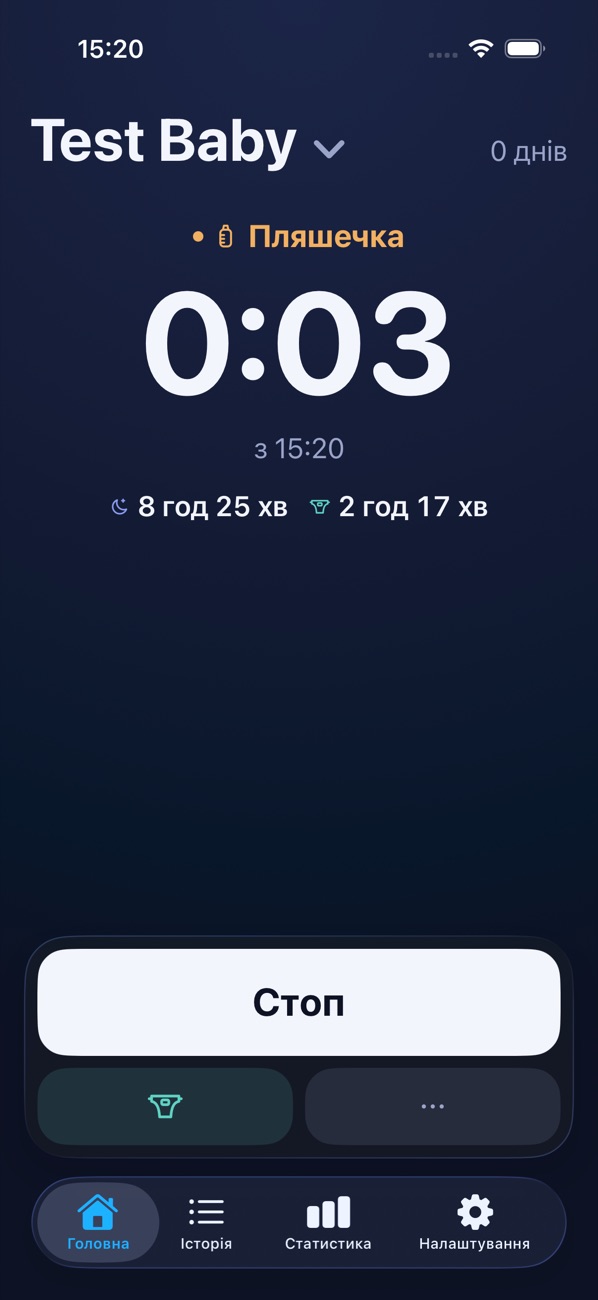 15:20
Test Baby
0 днів
Пляшечка
0:03
з 15:20
8 год 25 хв 2 год 17 хв
Стоп
...
Головна Історія Статистика Налаштування